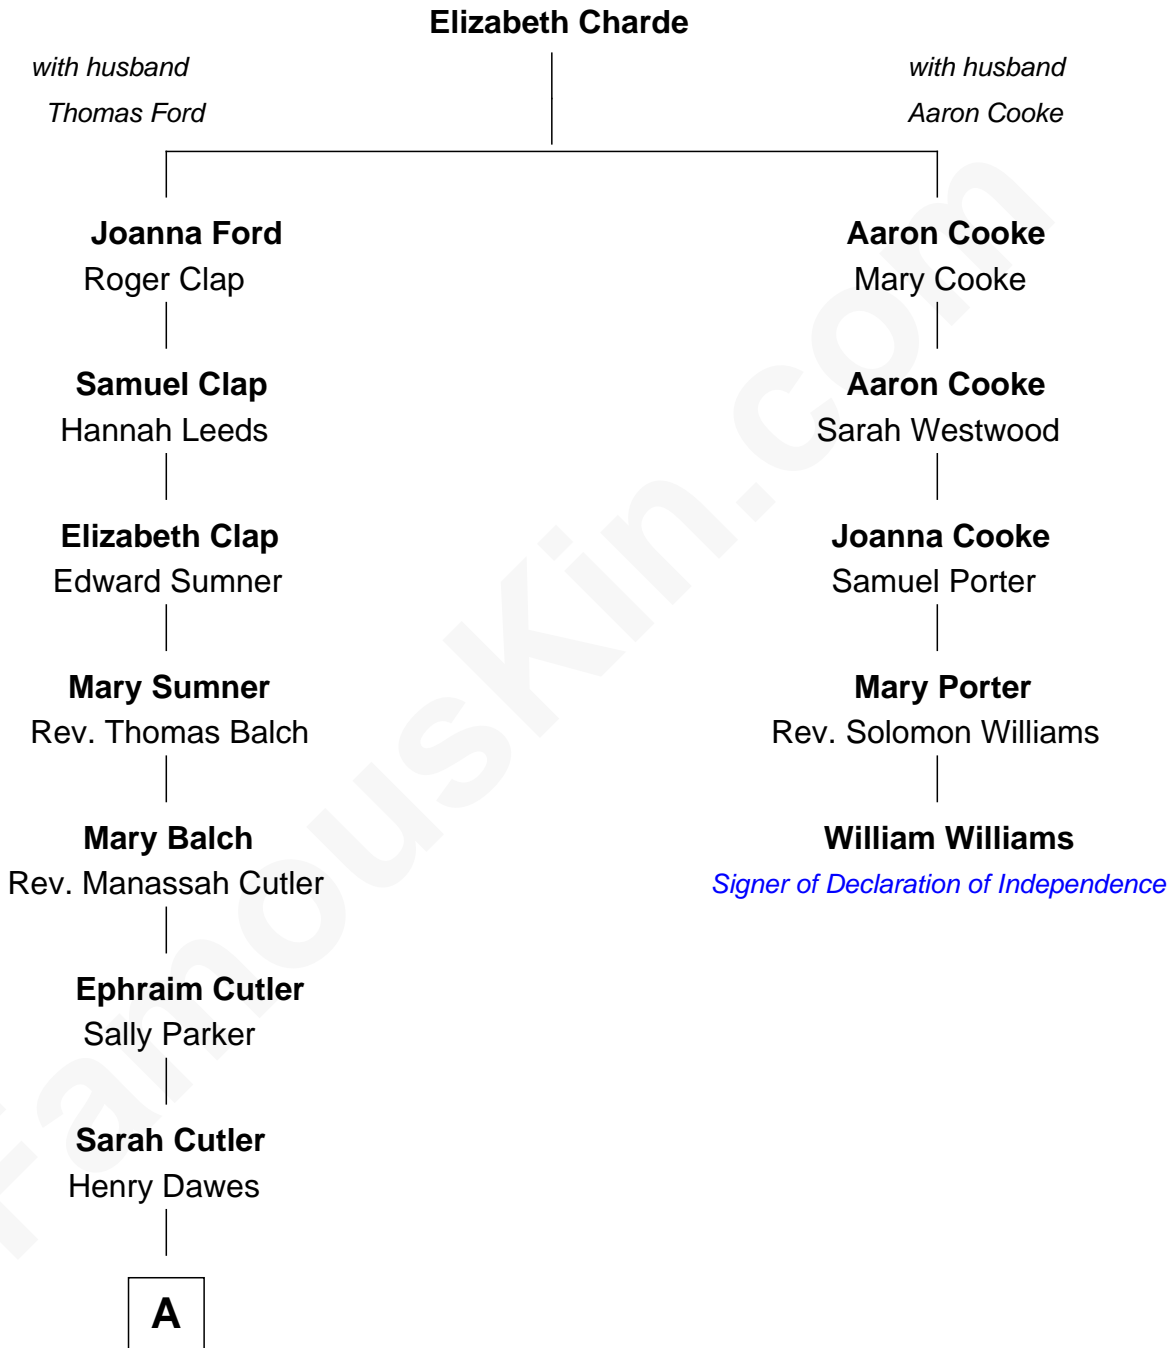 Elizabeth Charde
with husband
Thomas Ford
with husband
Aaron Cooke
Joanna Ford
Roger Clap
Aaron Cooke
Mary Cooke
Samuel Clap
Hannah Leeds
Aaron Cooke
Sarah Westwood
Elizabeth Clap
Edward Sumner
Joanna Cooke
Samuel Porter
Mary Sumner
Rev. Thomas Balch
Mary Porter
Rev. Solomon Williams
Mary Balch
Rev. Manassah Cutler
William Williams
Signer of Declaration of Independence
Ephraim Cutler
Sally Parker
Sarah Cutler
Henry Dawes
A
FamousKin.com